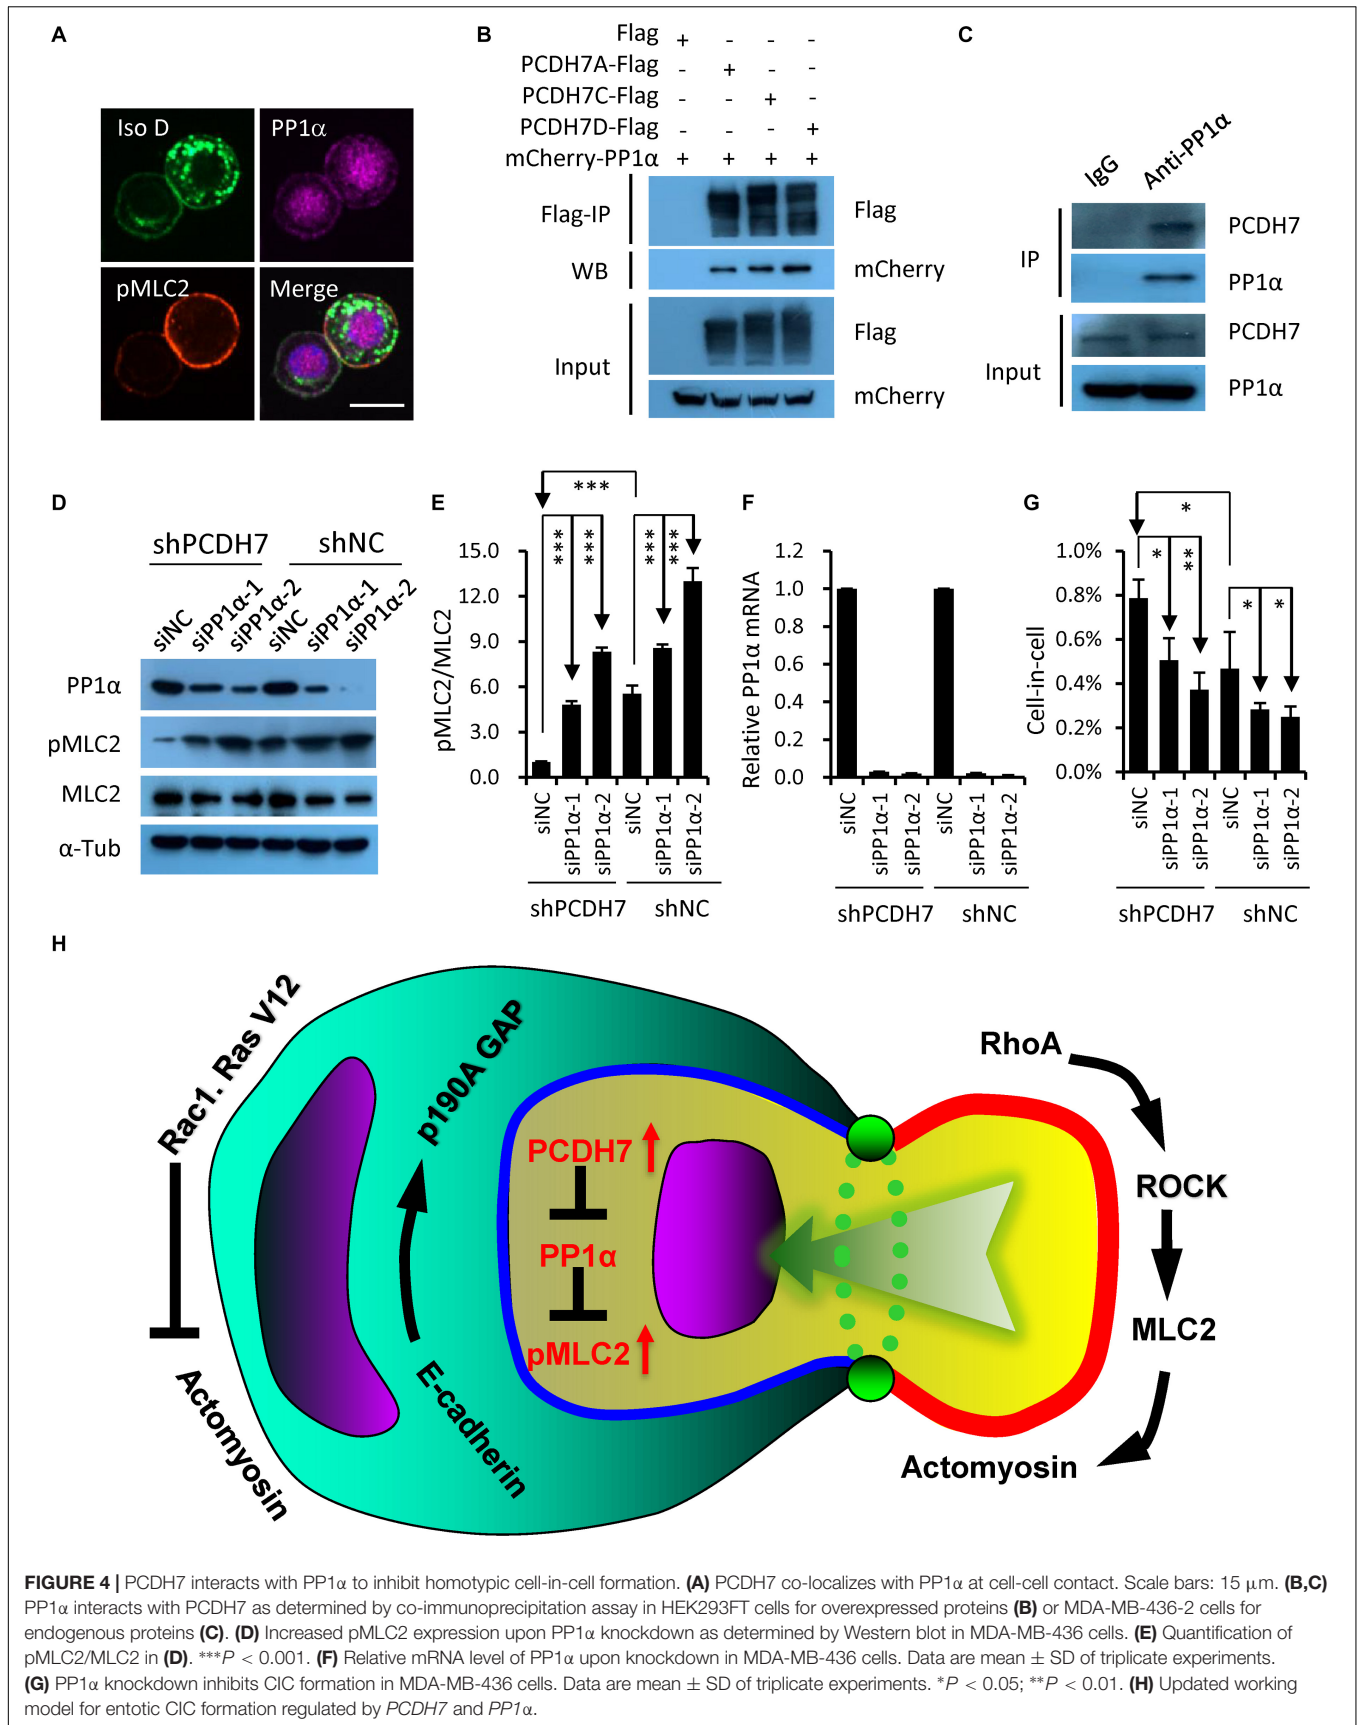 A
Iso D
PP1α
pMLC2
Merge
B
Flag + - - -
PCDH7A-Flag - + - -
PCDH7C-Flag - - + -
PCDH7D-Flag - - - +
mCherry-PP1α + + + +
Flag-IP
Flag
WB
mCherry
Input
Flag
mCherry
C
IgG
Anti-PP1α
IP
PCDH7
PP1α
Input
PCDH7
PP1α
D
shPCDH7
shNC
siNC
siPP1α-1
siPP1α-2
siNC
siPP1α-1
siPP1α-2
PP1α
pMLC2
MLC2
α-Tub
E
***
***
***
***
***
pMLC2/MLC2
15.0
12.0
9.0
6.0
3.0
0.0
siNC
siPP1α-1
siPP1α-2
siNC
siPP1α-1
siPP1α-2
shPCDH7
shNC
F
Relative PP1α mRNA
1.2
1.0
0.8
0.6
0.4
0.2
0.0
siNC
siPP1α-1
siPP1α-2
siNC
siPP1α-1
siPP1α-2
shPCDH7
shNC
G
*
*
**
*
*
Cell-in-cell
1.0%
0.8%
0.6%
0.4%
0.2%
0.0%
siNC
siPP1α-1
siPP1α-2
siNC
siPP1α-1
siPP1α-2
shPCDH7
shNC
H
Rac1. Ras V12
Actomyosin
p190A GAP
E-cadherin
PCDH7
PP1α
pMLC2
RhoA
ROCK
MLC2
Actomyosin
FIGURE 4 | PCDH7 interacts with PP1α to inhibit homotypic cell-in-cell formation. (A) PCDH7 co-localizes with PP1α at cell-cell contact. Scale bars: 15 μm. (B,C)
PP1α interacts with PCDH7 as determined by co-immunoprecipitation assay in HEK293FT cells for overexpressed proteins (B) or MDA-MB-436-2 cells for
endogenous proteins (C). (D) Increased pMLC2 expression upon PP1α knockdown as determined by Western blot in MDA-MB-436 cells. (E) Quantification of
pMLC2/MLC2 in (D). ***P < 0.001. (F) Relative mRNA level of PP1α upon knockdown in MDA-MB-436 cells. Data are mean ± SD of triplicate experiments.
(G) PP1α knockdown inhibits CIC formation in MDA-MB-436 cells. Data are mean ± SD of triplicate experiments. *P < 0.05; **P < 0.01. (H) Updated working
model for entotic CIC formation regulated by PCDH7 and PP1α.